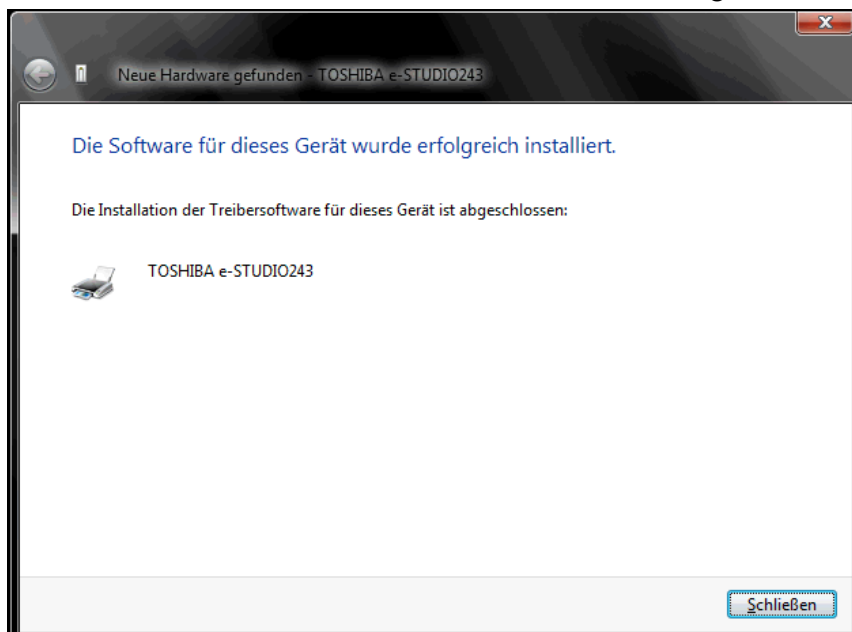 Neue Hardware gefunden - TOSHIBA e-STUDIO243
Die Software für dieses Gerät wurde erfolgreich installiert.
Die Installation der Treibersoftware für dieses Gerät ist abgeschlossen:
TOSHIBA e-STUDIO243
Schließen